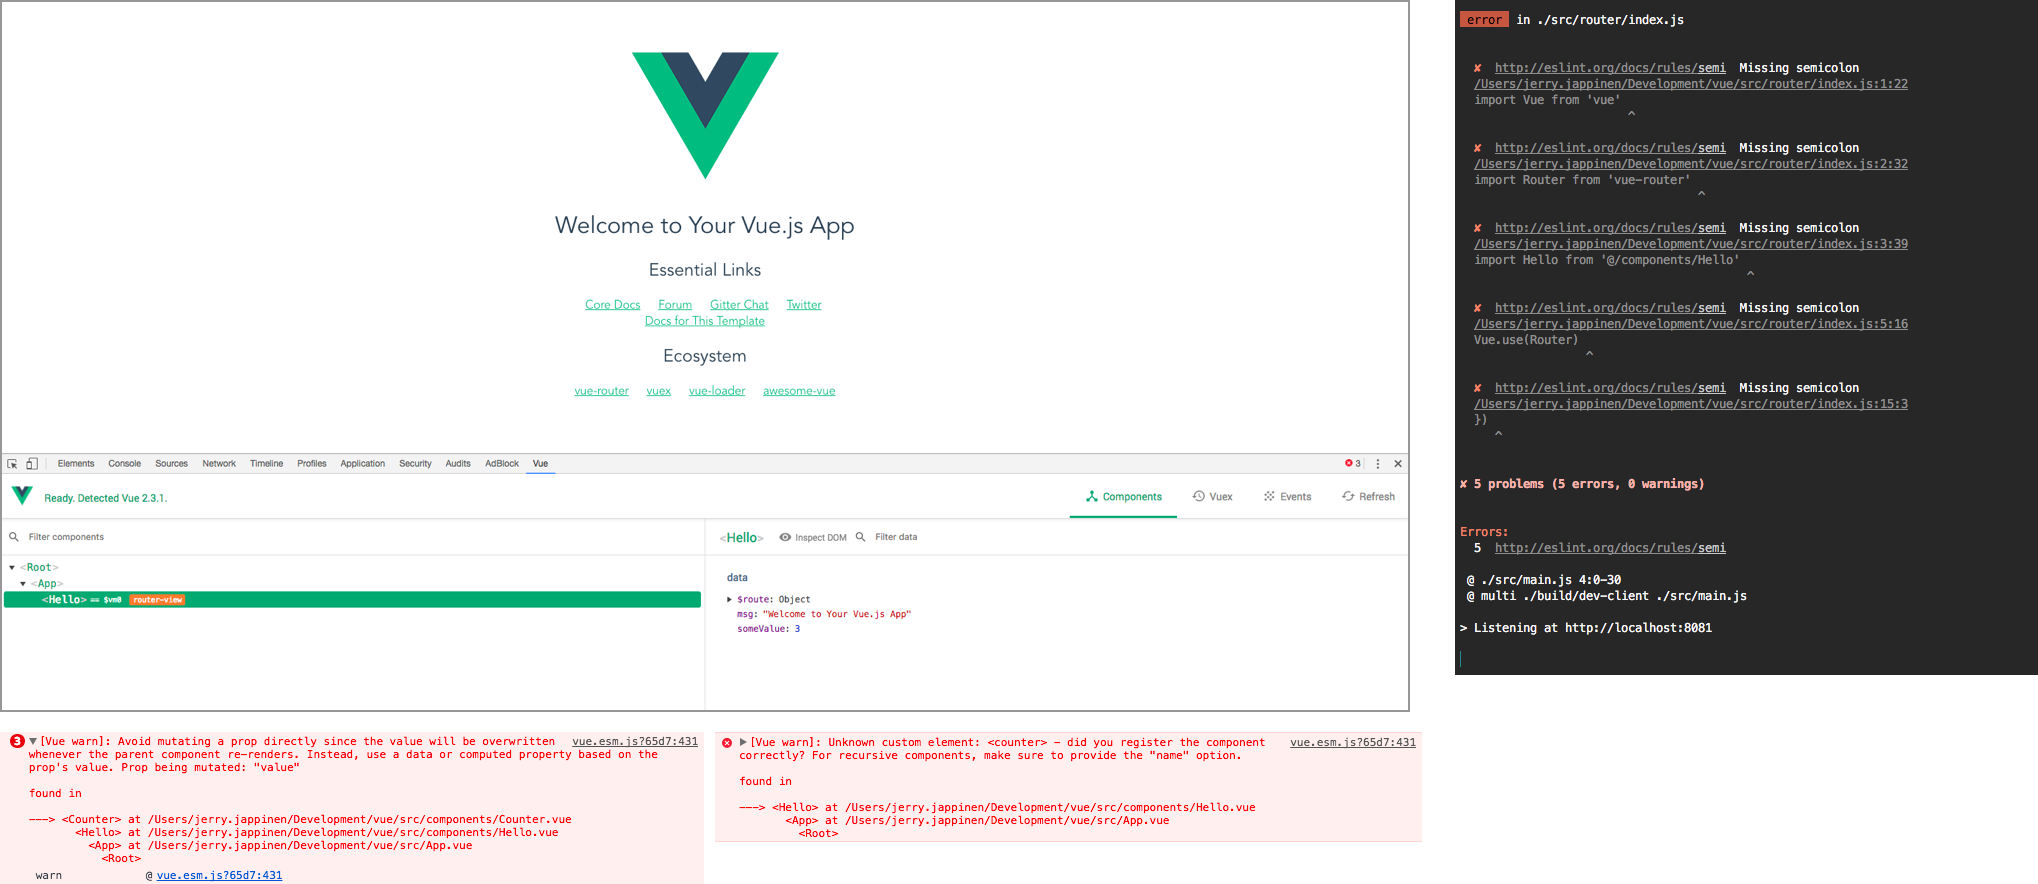 Welcome to Your Vue.js App
Essential Links
Core Docs Forum Gitter Chat Twitter
Docs for This Template
Ecosystem
vue-router vuex vue-loader awesome-vue
Elements Console Sources Network Timeline Profiles Application Security Audits AdBlock Vue 3
Ready. Detected Vue 2.3.1.
Components Vuex Events Refresh
Filter components
<Root>
<App>
<Hello> == $vm0 router-view
<Hello> Inspect DOM Filter data
data
$route: Object
msg: "Welcome to Your Vue.js App"
someValue: 3
3 [Vue warn]: Avoid mutating a prop directly since the value will be overwritten vue.esm.js?65d7:431
whenever the parent component re-renders. Instead, use a data or computed property based on the
prop's value. Prop being mutated: "value"
found in
---> <Counter> at /Users/jerry.jappinen/Development/vue/src/components/Counter.vue
<Hello> at /Users/jerry.jappinen/Development/vue/src/components/Hello.vue
<App> at /Users/jerry.jappinen/Development/vue/src/App.vue
<Root>
warn @ vue.esm.js?65d7:431
[Vue warn]: Unknown custom element: <counter> - did you register the component vue.esm.js?65d7:431
correctly? For recursive components, make sure to provide the "name" option.
found in
---> <Hello> at /Users/jerry.jappinen/Development/vue/src/components/Hello.vue
<App> at /Users/jerry.jappinen/Development/vue/src/App.vue
<Root>
error in ./src/router/index.js
✘ http://eslint.org/docs/rules/semi Missing semicolon
/Users/jerry.jappinen/Development/vue/src/router/index.js:1:22
import Vue from 'vue'
^
✘ http://eslint.org/docs/rules/semi Missing semicolon
/Users/jerry.jappinen/Development/vue/src/router/index.js:2:32
import Router from 'vue-router'
^
✘ http://eslint.org/docs/rules/semi Missing semicolon
/Users/jerry.jappinen/Development/vue/src/router/index.js:3:39
import Hello from '@/components/Hello'
^
✘ http://eslint.org/docs/rules/semi Missing semicolon
/Users/jerry.jappinen/Development/vue/src/router/index.js:5:16
Vue.use(Router)
^
✘ http://eslint.org/docs/rules/semi Missing semicolon
/Users/jerry.jappinen/Development/vue/src/router/index.js:15:3
})
^
✘ 5 problems (5 errors, 0 warnings)
Errors:
5 http://eslint.org/docs/rules/semi
@ ./src/main.js 4:0-30
@ multi ./build/dev-client ./src/main.js
> Listening at http://localhost:8081